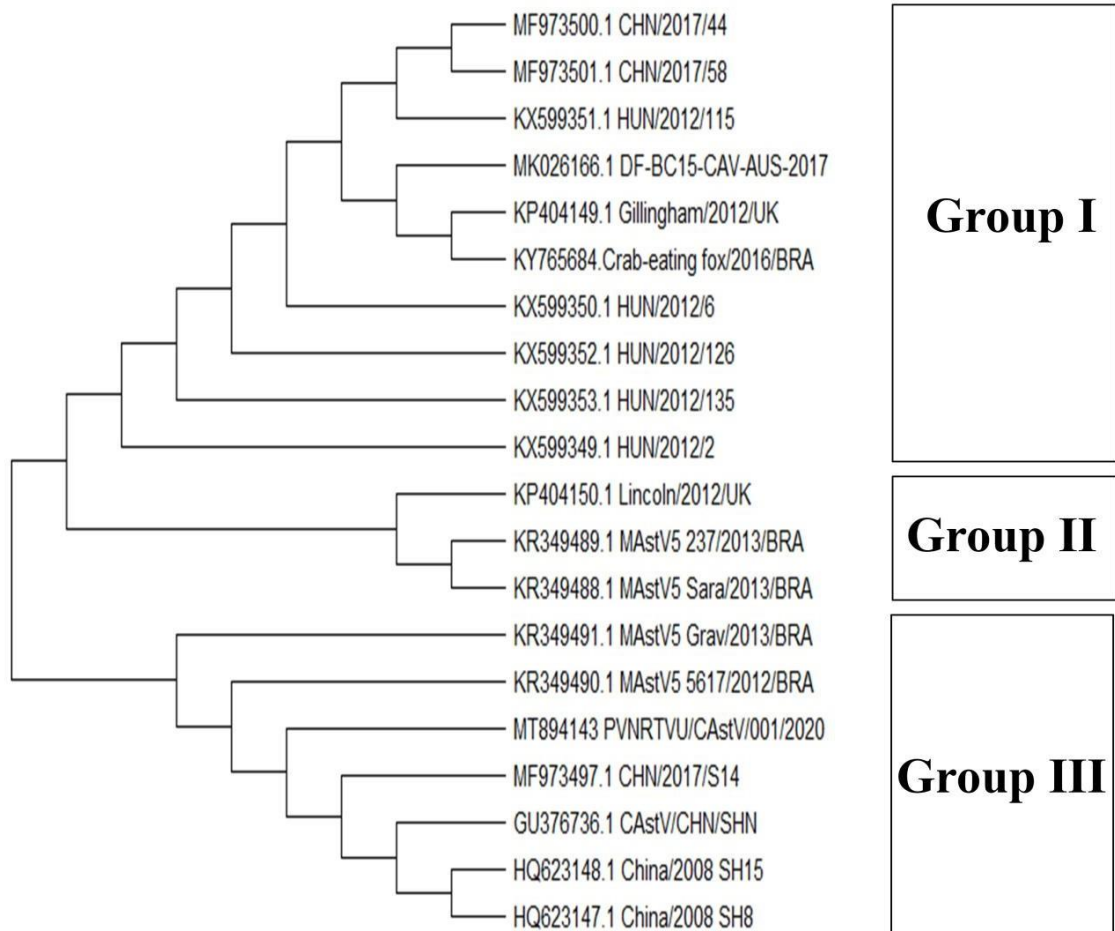 MF973500.1 CHN/2017/44
MF973501.1 CHN/2017/58
KX599351.1 HUN/2012/115
MK026166.1 DF-BC15-CAV-AUS-2017
KP404149.1 Gillingham/2012/UK
KY765684.Crab-eating fox/2016/BRA
KX599350.1 HUN/2012/6
KX599352.1 HUN/2012/126
KX599353.1 HUN/2012/135
KX599349.1 HUN/2012/2
Group I
KP404150.1 Lincoln/2012/UK
KR349489.1 MAstV5 237/2013/BRA
KR349488.1 MAstV5 Sara/2013/BRA
Group II
KR349491.1 MAstV5 Grav/2013/BRA
KR349490.1 MAstV5 5617/2012/BRA
MT894143 PVNRTVU/CAstV/001/2020
MF973497.1 CHN/2017/S14
GU376736.1 CAstV/CHN/SHN
HQ623148.1 China/2008 SH15
HQ623147.1 China/2008 SH8
Group III